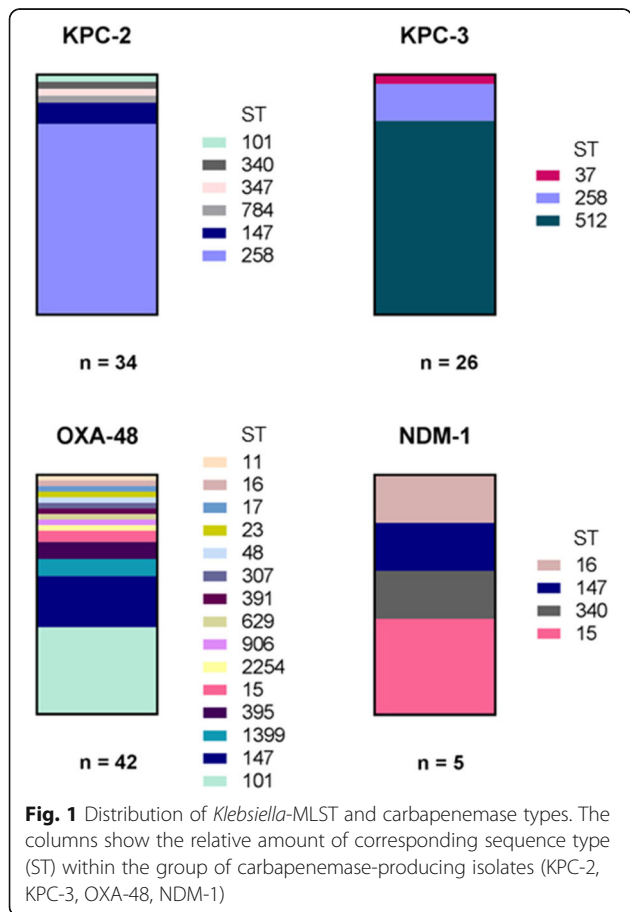 KPC-2
ST
101
340
347
784
147
258
n = 34
KPC-3
ST
37
258
512
n = 26
OXA-48
ST
11
16
17
23
48
307
391
629
906
2254
15
395
1399
147
101
n = 42
NDM-1
ST
16
147
340
15
n = 5
Fig. 1 Distribution of Klebsiella-MLST and carbapenemase types. The
columns show the relative amount of corresponding sequence type
(ST) within the group of carbapenemase-producing isolates (KPC-2,
KPC-3, OXA-48, NDM-1)